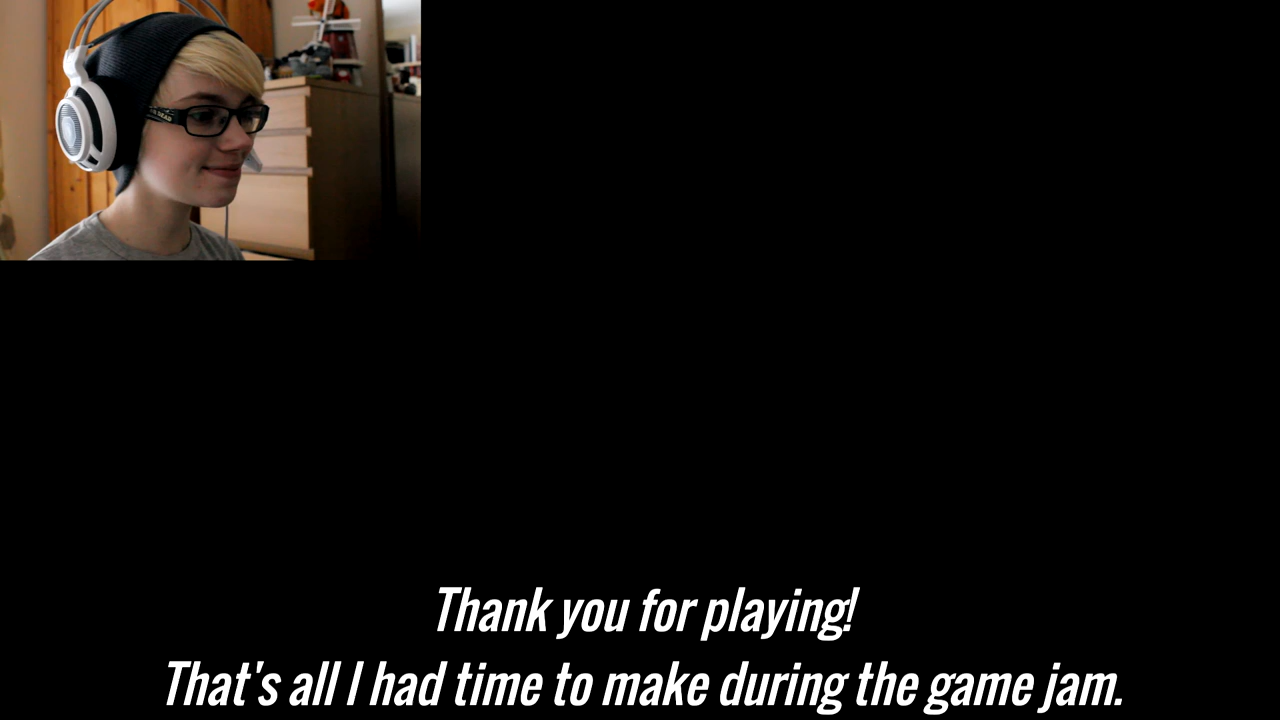 Thank you for playing!
That's all I had time to make during the game jam.